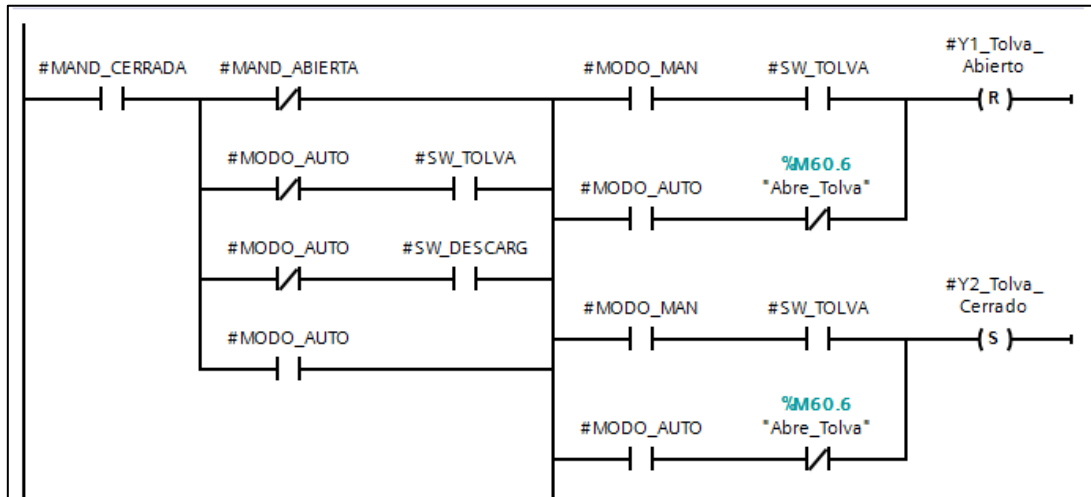 #Y1_Tolva_
#MAND_CERRADA #MAND_ABIERTA #MODO_MAN #SW_TOLVA Abierto
R
#MODO_AUTO #SW_TOLVA %M60.6
#MODO_AUTO "Abre_Tolva"
#MODO_AUTO #SW_DESCARG
#Y2_Tolva_
#MODO_MAN #SW_TOLVA Cerrado
#MODO_AUTO
S
%M60.6
#MODO_AUTO "Abre_Tolva"